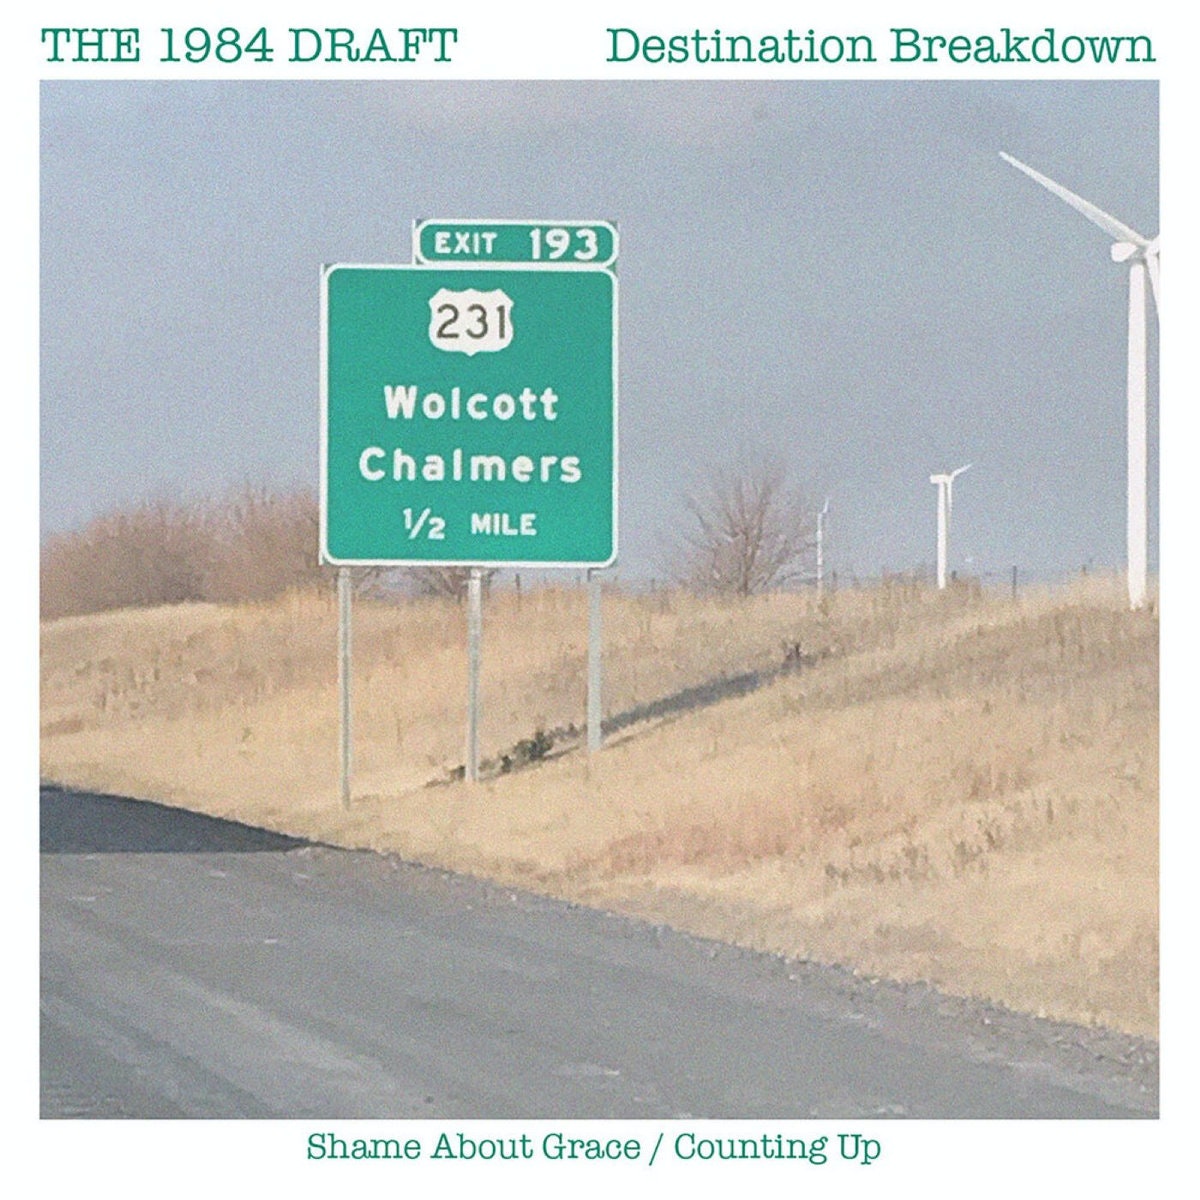 THE 1984 DRAFT
Destination Breakdown
EXIT 193
231
Wolcott
Chalmers
1/2 MILE
Shame About Grace / Counting Up